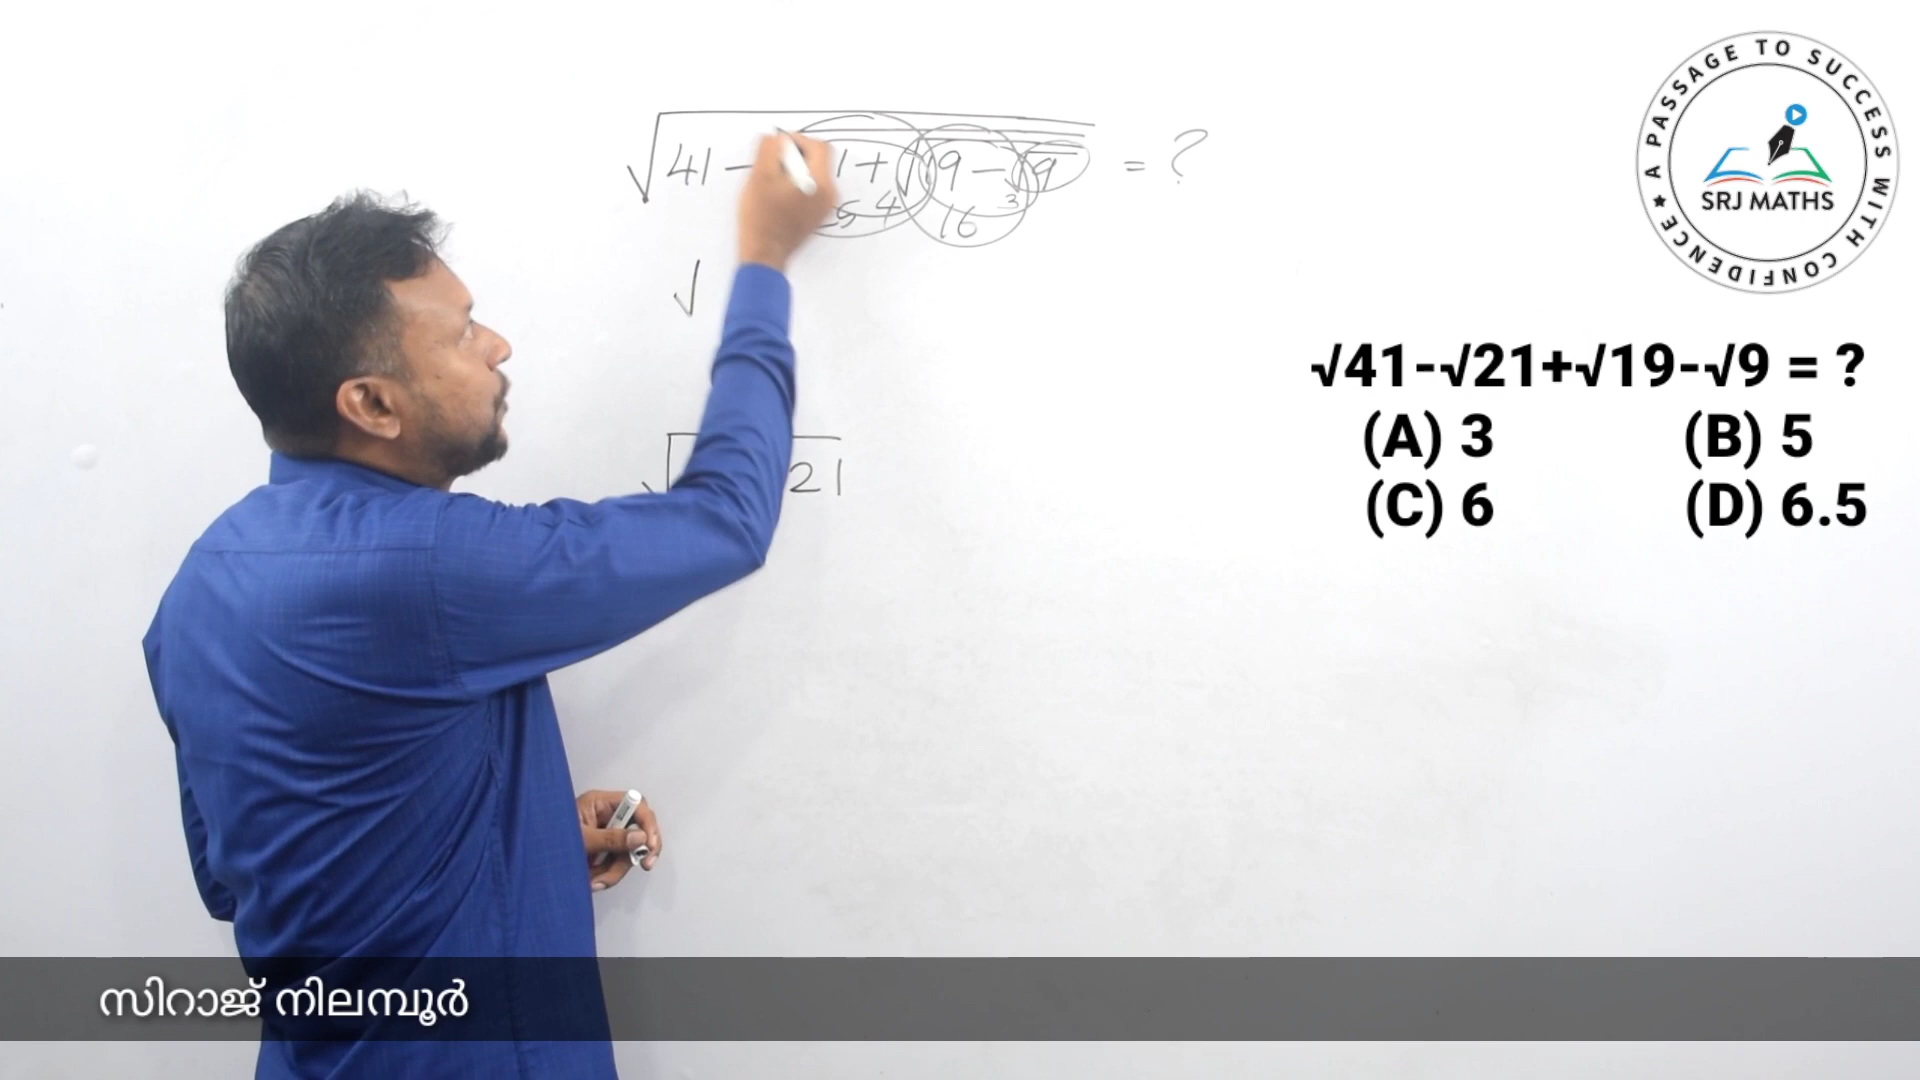 A PASSAGE TO SUCCESS WITH CONFIDENCE
SRJ MATHS
√41 - 1 + √19 - √9 = ?
4 3
16
√
21
√41-√21+√19-√9 = ?
(A) 3 (B) 5
(C) 6 (D) 6.5
സിറാജ് നിലമ്പൂർ